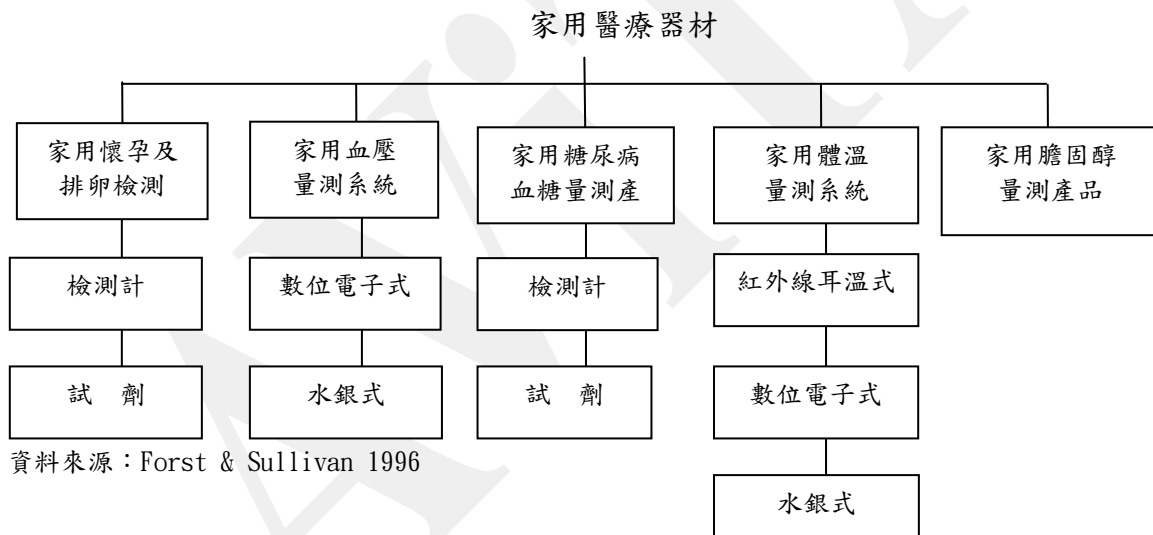 家用醫療器材
家用懷孕及
排卵檢測
家用血壓
量測系統
家用糖尿病
血糖量測產
家用體溫
量測系統
家用膽固醇
量測產品
檢測計
數位電子式
檢測計
紅外線耳溫式
試 劑
水銀式
試 劑
數位電子式
資料來源：Forst & Sullivan 1996
水銀式